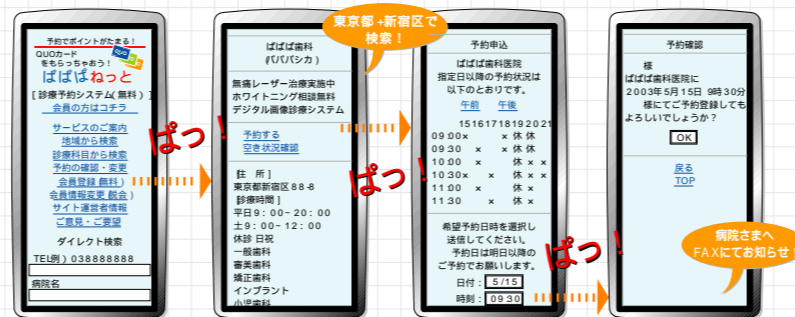 予約でポイントがたまる！
QUOカード
をもらっちゃおう！
QUO
ぱぱぱねっと
[ 診療予約システム( 無料 ) ]
会員の方はコチラ
サービスのご案内
地域から検索
診療科目から検索
予約の確認・変更
会員登録 無料 )
会員情報変更 脱会 )
サイト運営者情報
ご意見・ご要望
ダイレクト検索
TEL例 ) 038888888
病院名
ぱっ！
ぱぱぱ歯科
(パパパシカ )
無痛レーザー治療実施中
ホワイトニング相談無料
デジタル画像診療システム
予約する
空き状況確認
[住　所 ]
東京都新宿区 8 8 -8
[診療時間 ]
平日 9 ： 00 - 20 ： 00
土 9 ： 00 - 12 ： 00
休診 日祝
一般歯科
審美歯科
矯正歯科
インプラント
小児歯科
東京都 +新宿区で
検索！
ぱっ！
予約申込
ぱぱぱ歯科医院
指定日以降の予約状況は
以下のとおりです。
午前　午後
15 16 17 18 19 20 21
09 00 × × 休 休
09 30 × × 休 休
10 00 × 休 × ×
10 30 × × 休 × ×
11 00 × 休 ×
11 30 × 休 ×
希望予約日時を選択し
送信してください。
予約日は明日以降の
ご予約でお願いします。
日付： 5 /15
時刻： 09 30
ぱっ！
予約確認
様
ぱぱぱ歯科医院に
2003年 5月 15日 9時 30分
様にてご予約登録しても
よろしいでしょうか？
OK
戻る
TOP
病院さまへ
FAXにてお知らせ！